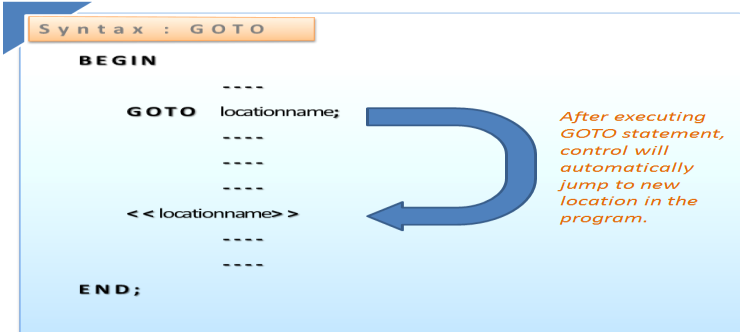 Syntax : GOTO
BEGIN
----
GOTO locationname;
----
----
----
<<locationname>>
----
----
END;
After executing
GOTO statement,
control will
automatically
jump to new
location in the
program.